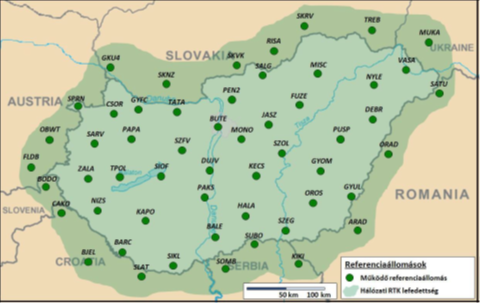 SKRV
TREB
RISA
MUKA
SLOVAKIA
SKVK
UKRAINE
GKU4
VASA
SALG
MISC
SKNZ
NYLE
PEN2
SATU
AUSTRIA
SPRN
GYFC
FUZE
CSOR
TATA
DEBR
BUTE
JASZ
OBWT
SARV
PAPA
MONO
PUSP
SZFV
SZOL
ORAD
FLDB
ZALA
TPOL
SIOF
DUJV
KECS
GYOM
BODO
PAKS
OROS
GYUL
ROMANIA
CAKO
NIZS
SLOVENIA
KAPO
HALA
BALE
SZEG
ARAD
BARC
SUBO
BJEL
CROATIA
SIKL
SLAT
SOMB
SERBIA
KIKI
Referenciaállomások
Működő referenciaállomás
Hálózati RTK lefedettség
50 km 100 km